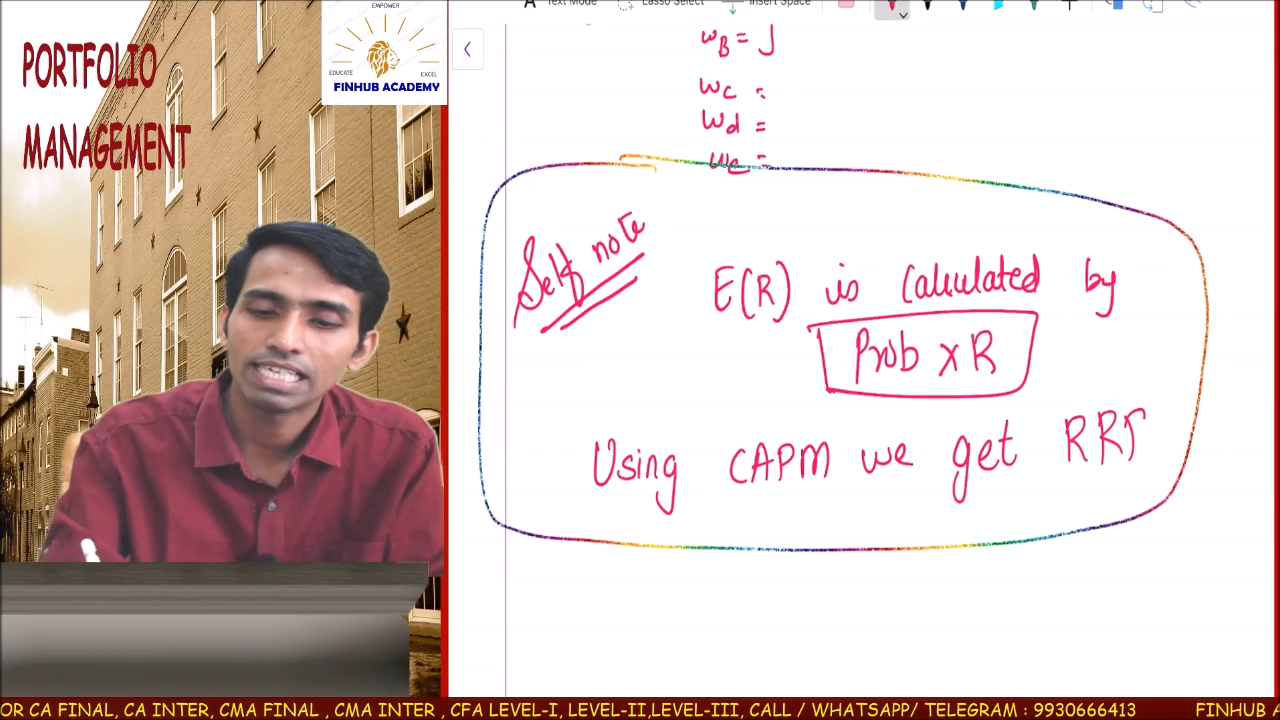 PORTFOLIO
MANAGEMENT
EMPOWER
EDUCATE
EXCEL
FINHUB ACADEMY
Text Mode
Lasso Select
Insert Space
WB =
WC =
Wd =
We =
Self note
E(R) is Calculated by
Prob x R
Using CAPM we get RRr
OR CA FINAL, CA INTER, CMA FINAL , CMA INTER , CFA LEVEL-I, LEVEL-II,LEVEL-III, CALL / WHATSAPP/ TELEGRAM : 9930666413 FINHUB A